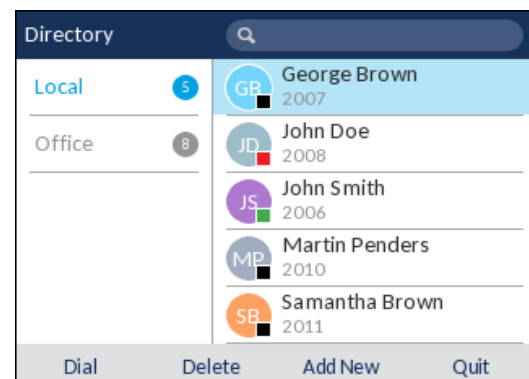 Directory
Local 5
Office 8
GB George Brown
2007
JD John Doe
2008
JS John Smith
2006
MP Martin Penders
2010
SB Samantha Brown
2011
Dial Delete Add New Quit